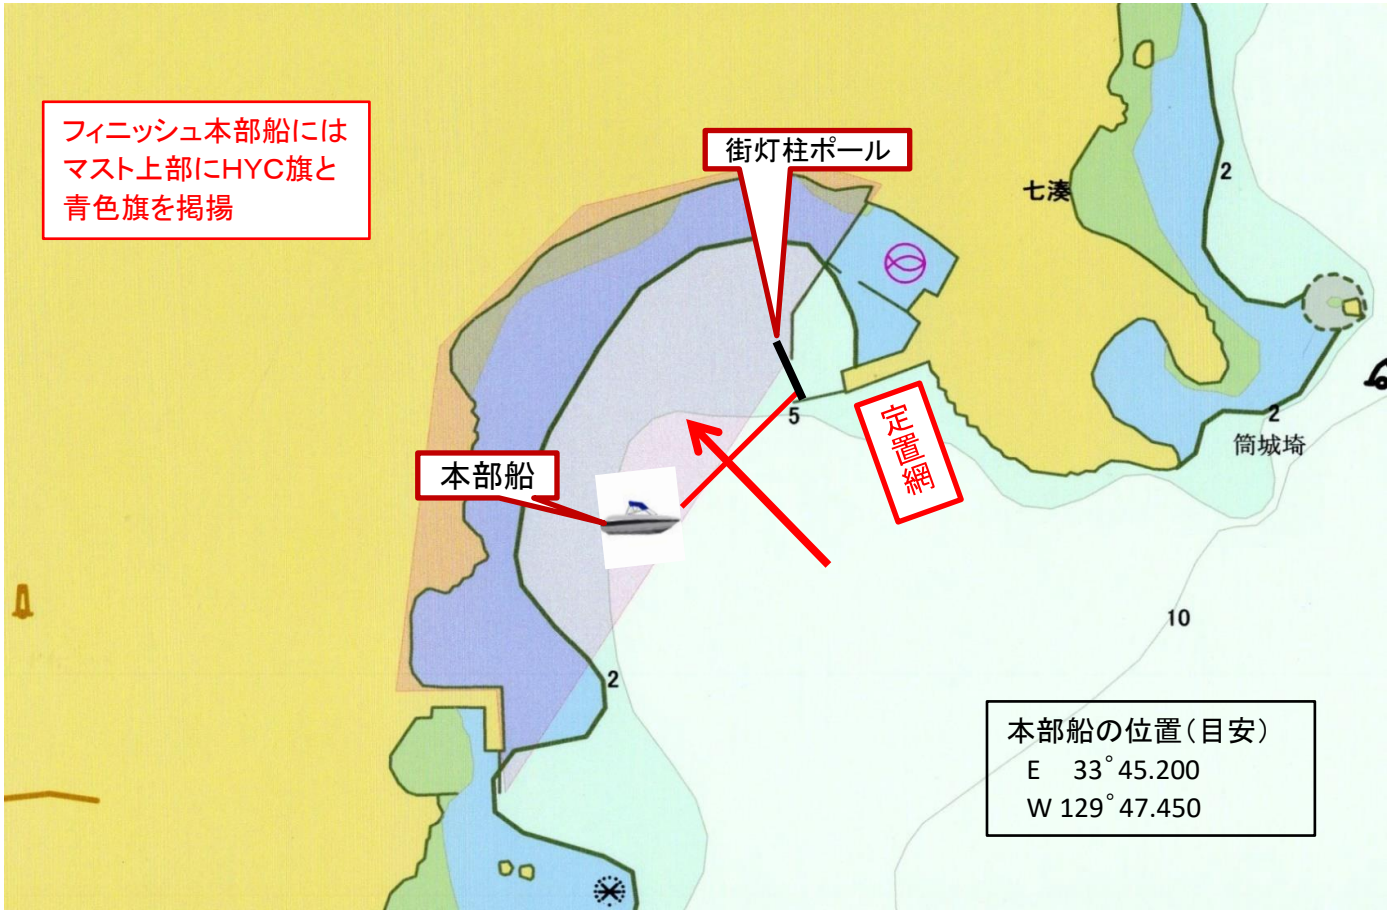 フィニッシュ本部船には
マスト上部にHYC旗と
青色旗を掲揚
街灯柱ポール
七湊
2
5
定置網
2
筒城埼
本部船
10
2
本部船の位置(目安)
E 33°45.200
W 129°47.450